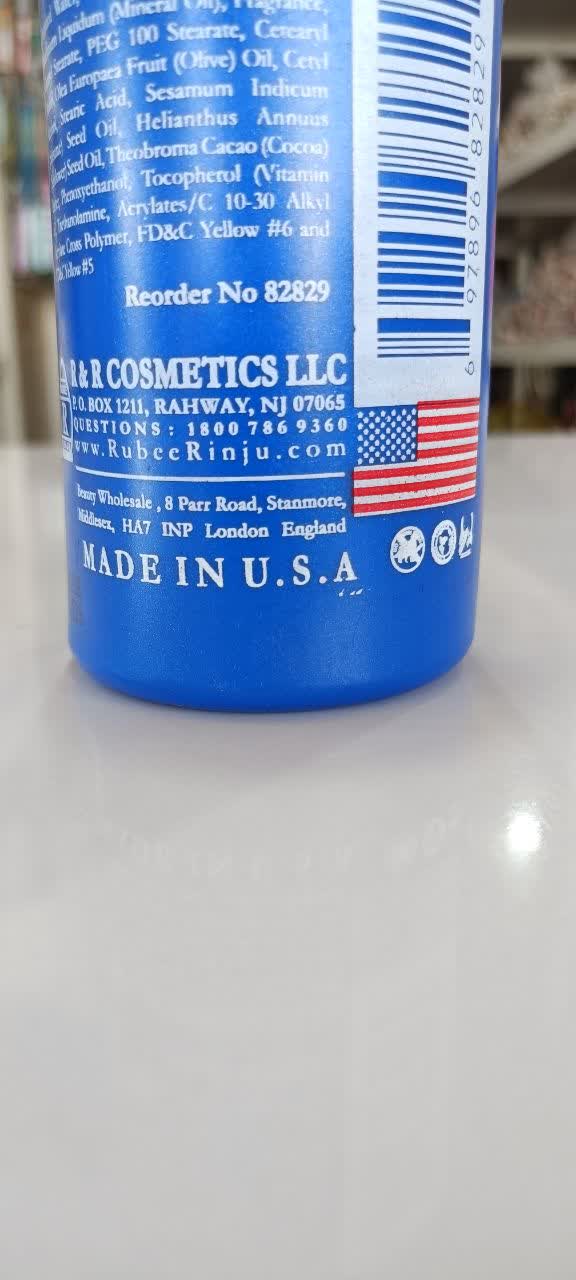 Liquidum (Mineral Oil), Fragrance,
Stearate, PEG 100 Stearate, Cetearyl
Olea Europaea Fruit (Olive) Oil, Cetyl
Stearic Acid, Sesamum Indicum
Seed Oil, Helianthus Annuus
Seed Oil, Theobroma Cacao (Cocoa)
Phenoxyethanol, Tocopherol (Vitamin
Acrylates/C 10-30 Alkyl
Cross Polymer, FD&C Yellow #6 and
Yellow #5
Reorder No 82829
R & R COSMETICS LLC
P.O. BOX 1211, RAHWAY, NJ 07065
QUESTIONS : 1800 786 9360
www.RubeeRinju.com
Beauty Wholesale , 8 Parr Road, Stanmore,
Middlesex, HA7 1NP London England
MADE IN U.S.A
6 97896 82829